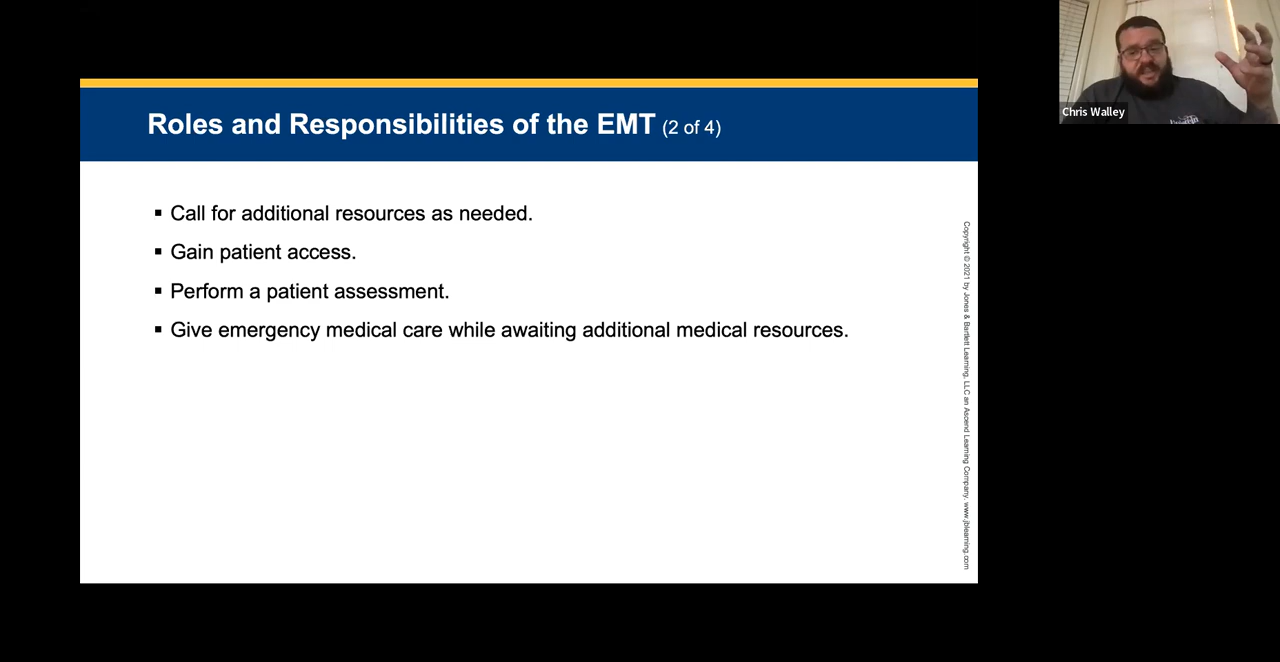 Roles and Responsibilities of the EMT (2 of 4)
▪ Call for additional resources as needed.
▪ Gain patient access.
▪ Perform a patient assessment.
▪ Give emergency medical care while awaiting additional medical resources.
Copyright © 2021 by Jones & Bartlett Learning, LLC an Ascend Learning Company. www.jblearning.com
Chris Walley